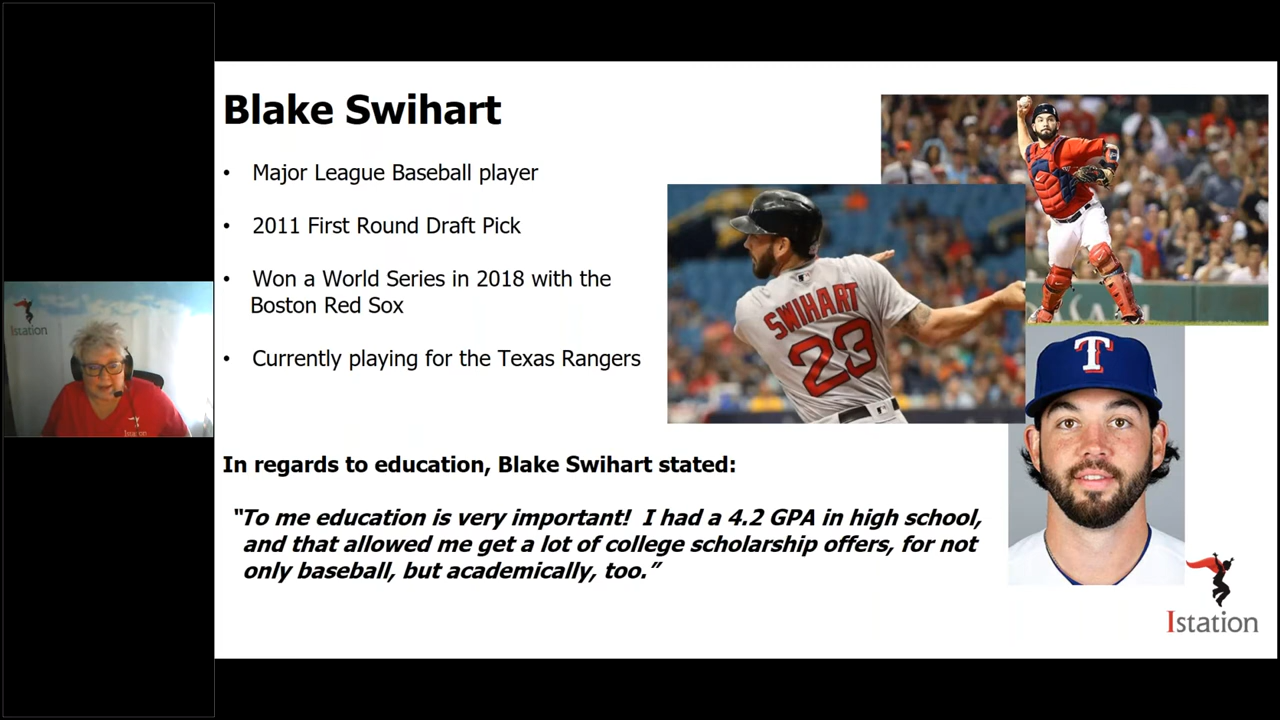 Blake Swihart
• Major League Baseball player
• 2011 First Round Draft Pick
• Won a World Series in 2018 with the
Boston Red Sox
• Currently playing for the Texas Rangers
In regards to education, Blake Swihart stated:
“To me education is very important! I had a 4.2 GPA in high school,
and that allowed me get a lot of college scholarship offers, for not
only baseball, but academically, too.”
SWIHART
23
T
Istation
Istation
Istation